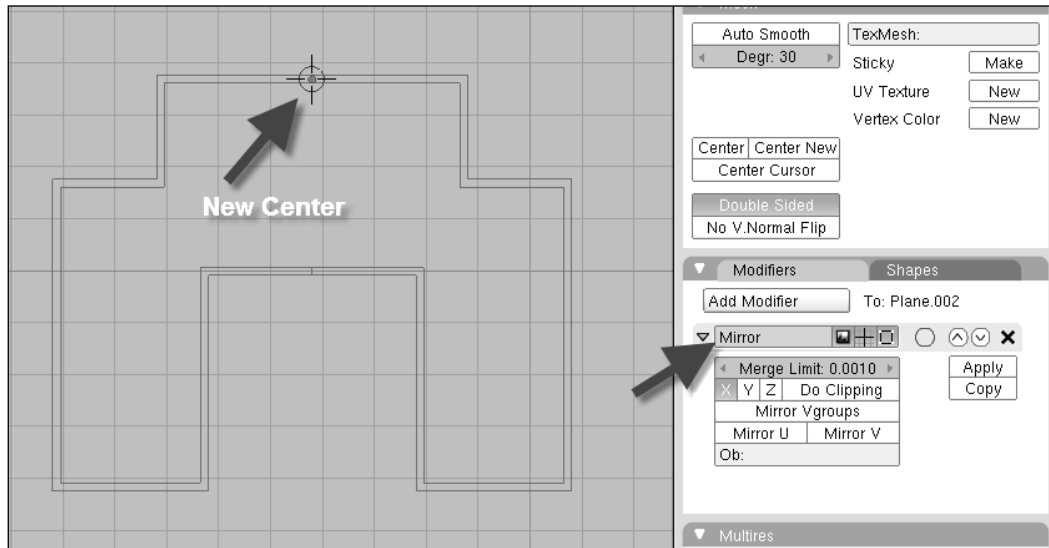 New Center
Mesh
Auto Smooth
Degr: 30
TexMesh:
Sticky
Make
UV Texture
New
Vertex Color
New
Center
Center New
Center Cursor
Double Sided
No V.Normal Flip
Modifiers
Shapes
Add Modifier
To: Plane.002
Mirror
Merge Limit: 0.0010
X
Y
Z
Do Clipping
Mirror Vgroups
Mirror U
Mirror V
Ob:
Apply
Copy
Multires